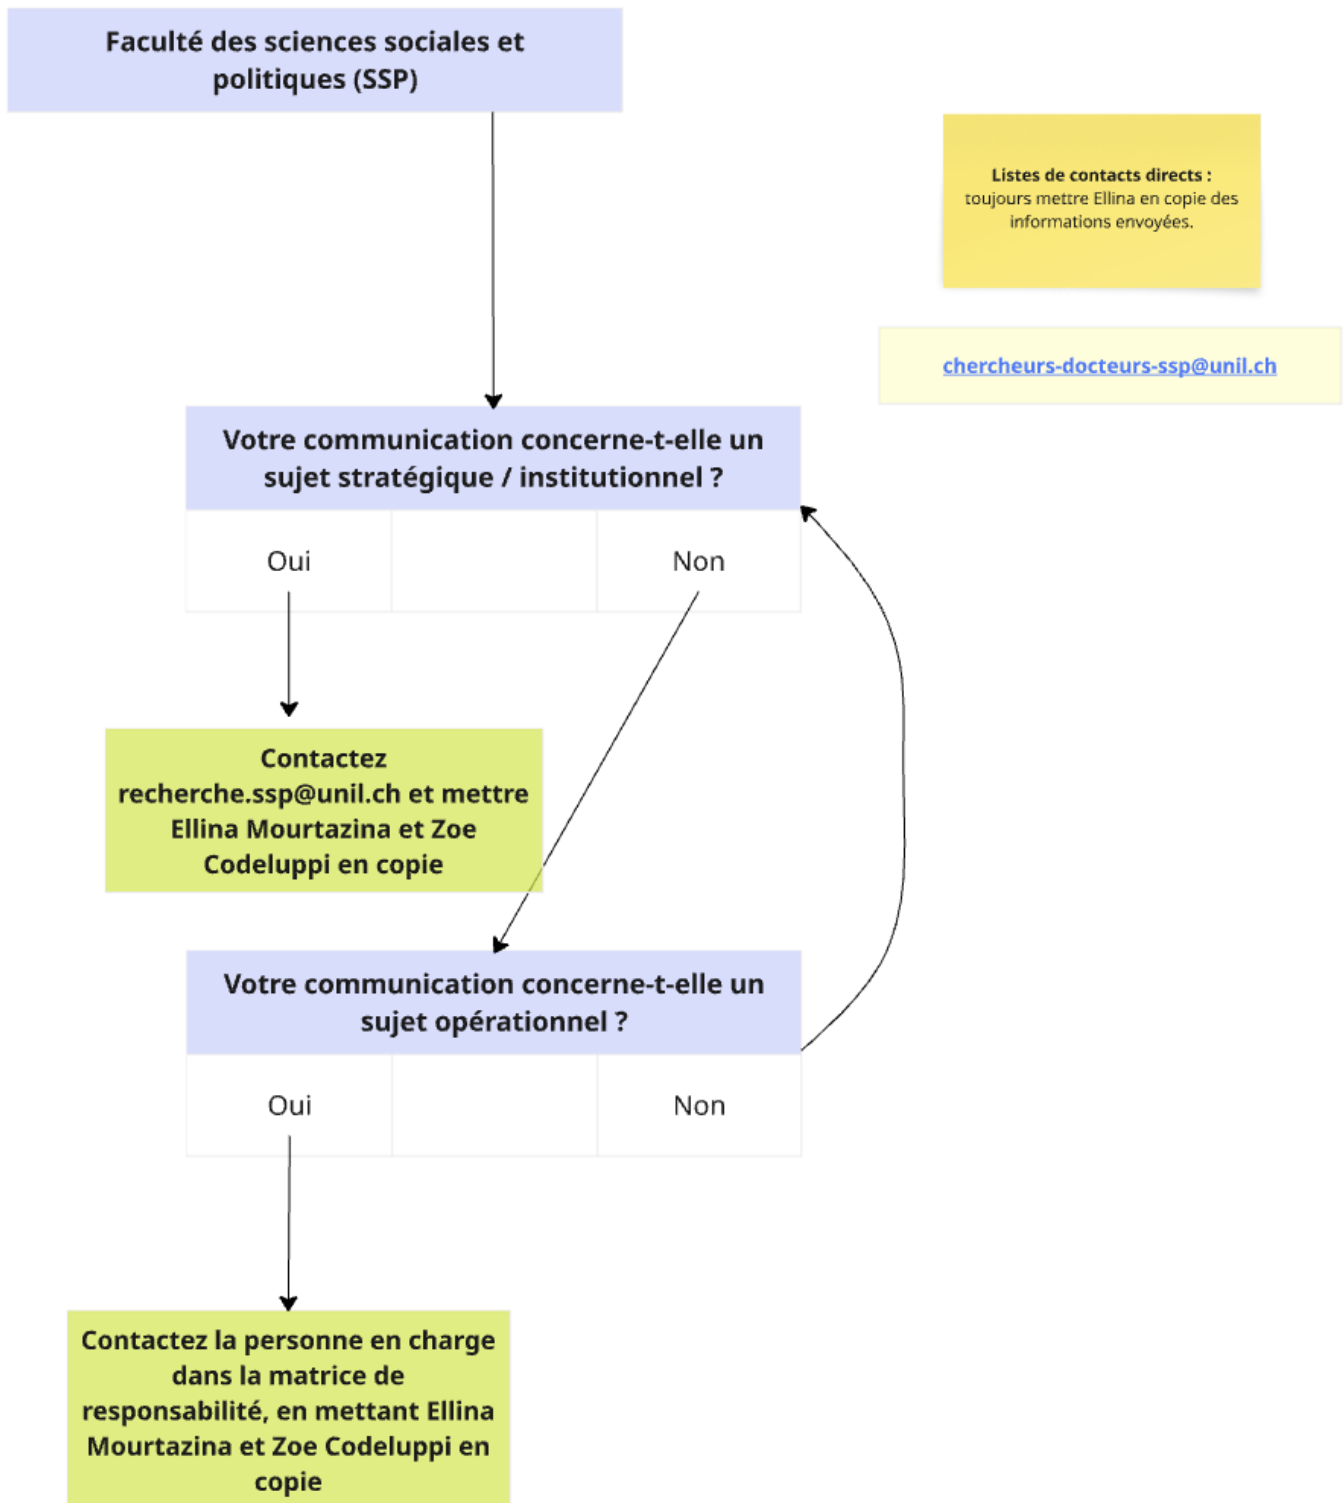 Faculté des sciences sociales et
politiques (SSP)
Listes de contacts directs :
toujours mettre Ellina en copie des
informations envoyées.
chercheurs-docteurs-ssp@unil.ch
Votre communication concerne-t-elle un
sujet stratégique / institutionnel ?
Oui
Non
Contactez
recherche.ssp@unil.ch et mettre
Ellina Mourtazina et Zoe
Codeluppi en copie
Votre communication concerne-t-elle un
sujet opérationnel ?
Oui
Non
Contactez la personne en charge
dans la matrice de
responsabilité, en mettant Ellina
Mourtazina et Zoe Codeluppi en
copie